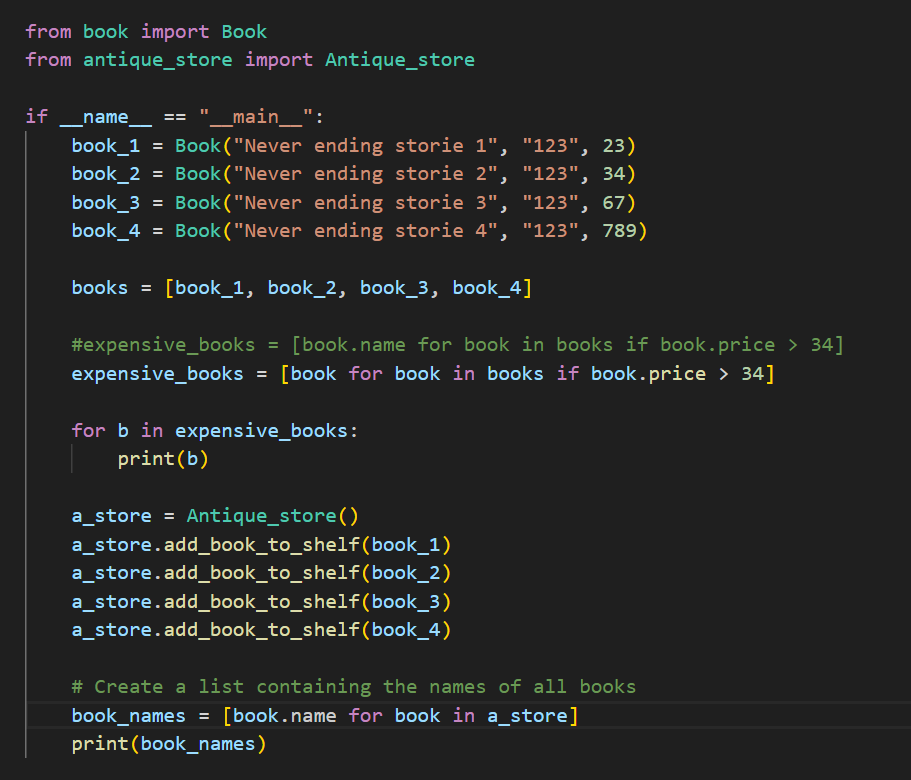 from book import Book
from antique_store import Antique_store
if __name__ == "__main__":
book_1 = Book("Never ending storie 1", "123", 23)
book_2 = Book("Never ending storie 2", "123", 34)
book_3 = Book("Never ending storie 3", "123", 67)
book_4 = Book("Never ending storie 4", "123", 789)
books = [book_1, book_2, book_3, book_4]
#expensive_books = [book.name for book in books if book.price > 34]
expensive_books = [book for book in books if book.price > 34]
for b in expensive_books:
print(b)
a_store = Antique_store()
a_store.add_book_to_shelf(book_1)
a_store.add_book_to_shelf(book_2)
a_store.add_book_to_shelf(book_3)
a_store.add_book_to_shelf(book_4)
# Create a list containing the names of all books
book_names = [book.name for book in a_store]
print(book_names)